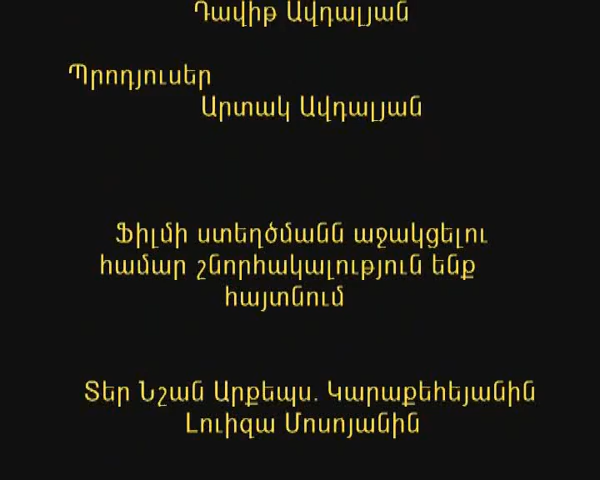 Դավիթ Ավդալյան
Պրոդյուսեր
Արտակ Ավդալյան
Ֆիլմի ստեղծմանն աջակցելու
համար շնորհակալություն ենք
հայտնում
Տեր Նշան Արքեպս. Կարաքեհեյանին
Լուիզա Մոսոյանին